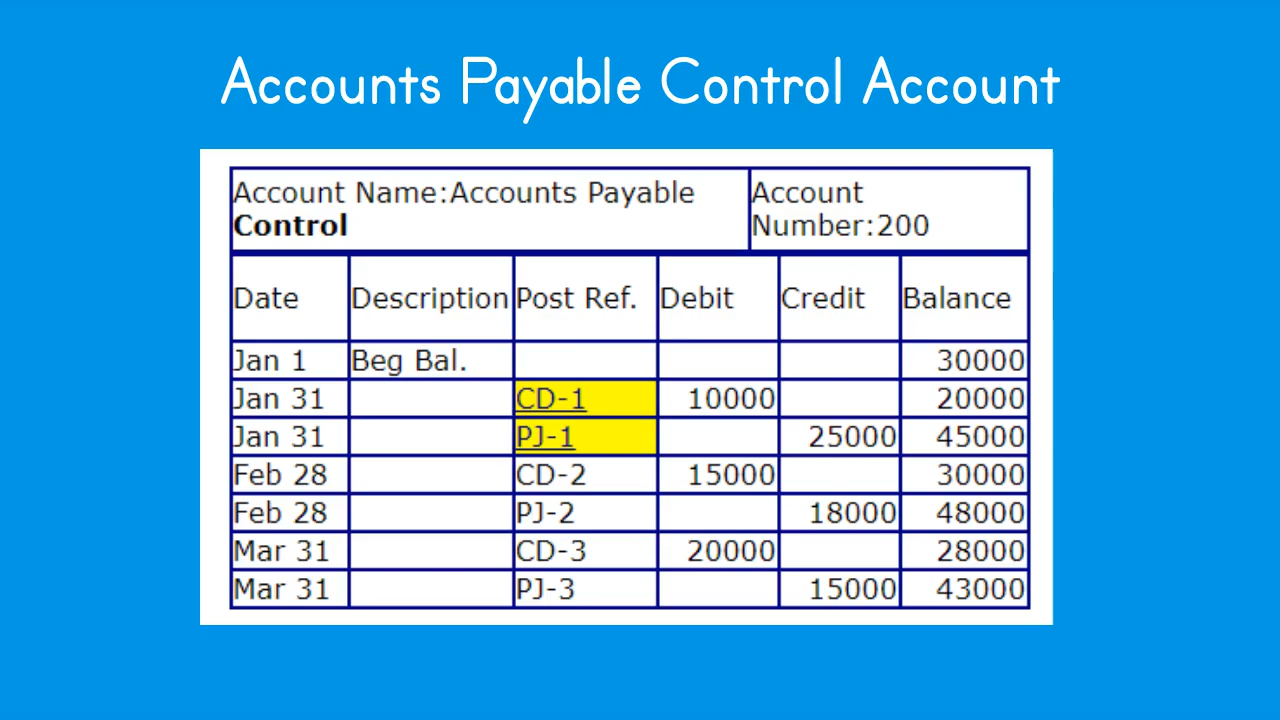 Accounts Payable Control Account
Account Name:Accounts Payable Account
Control Number:200
Date Description Post Ref. Debit Credit Balance
Jan 1 Beg Bal. 30000
Jan 31 CD-1 10000 20000
Jan 31 PJ-1 25000 45000
Feb 28 CD-2 15000 30000
Feb 28 PJ-2 18000 48000
Mar 31 CD-3 20000 28000
Mar 31 PJ-3 15000 43000